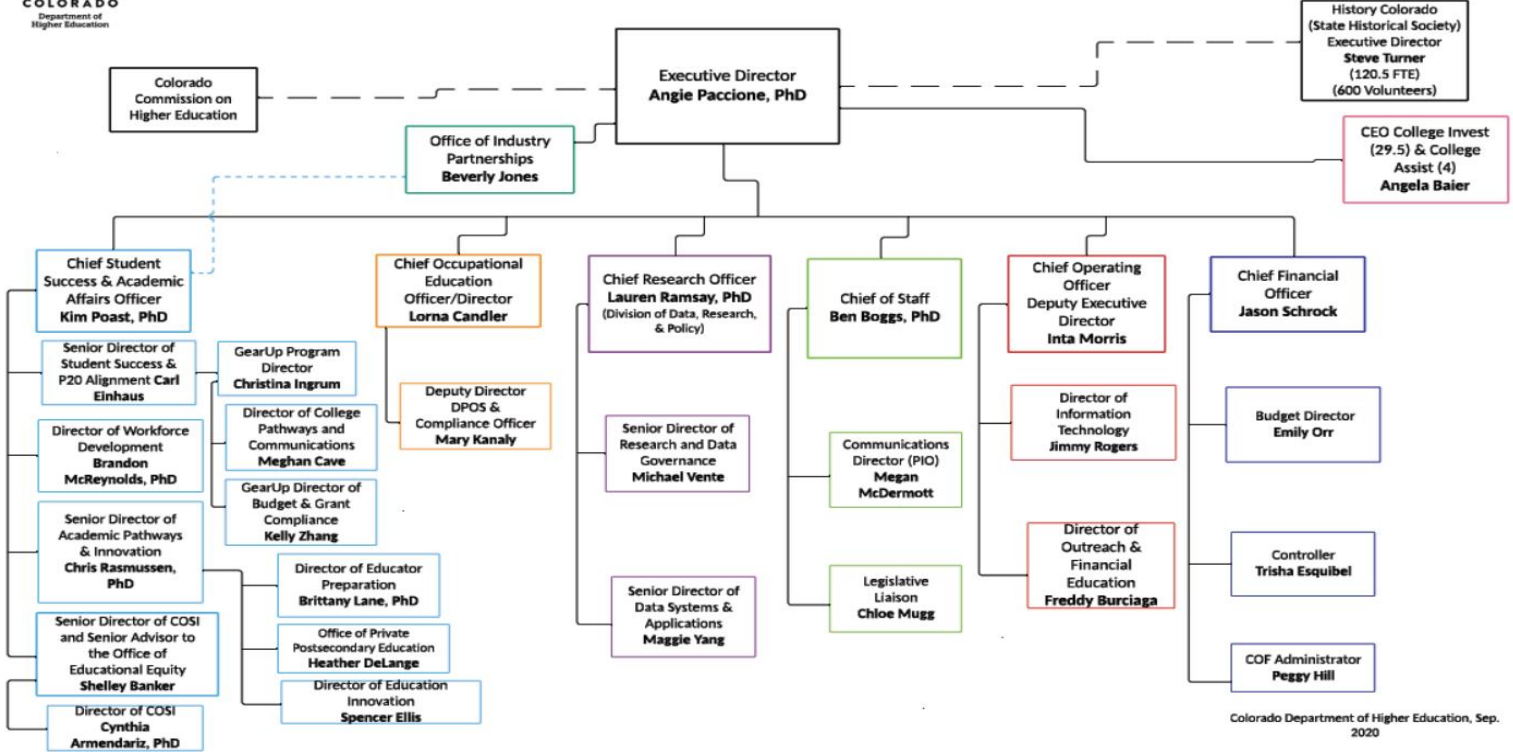 COLORADO
Department of
Higher Education
History Colorado
(State Historical Society)
Executive Director
Steve Turner
(120.5 FTE)
(600 Volunteers)
Executive Director
Angie Paccione, PhD
Colorado
Commission on
Higher Education
Office of Industry
Partnerships
Beverly Jones
CEO College Invest
(29.5) & College
Assist (4)
Angela Baier
Chief Student
Success & Academic
Affairs Officer
Kim Poast, PhD
Chief Occupational
Education
Officer/Director
Lorna Candler
Chief Research Officer
Lauren Ramsay, PhD
(Division of Data, Research,
& Policy)
Chief of Staff
Ben Boggs, PhD
Chief Operating
Officer
Deputy Executive
Director
Inta Morris
Chief Financial
Officer
Jason Schrock
Senior Director of
Student Success &
P20 Alignment Carl
Einhaus
GearUp Program
Director
Christina Ingrum
Director of College
Pathways and
Communications
Meghan Cave
GearUp Director of
Budget & Grant
Compliance
Kelly Zhang
Director of Workforce
Development
Brandon
McReynolds, PhD
Senior Director of
Academic Pathways
& Innovation
Chris Rasmussen,
PhD
Director of Educator
Preparation
Brittany Lane, PhD
Office of Private
Postsecondary Education
Heather DeLange
Director of Education
Innovation
Spencer Ellis
Senior Director of COSI
and Senior Advisor to
the Office of
Educational Equity
Shelley Banker
Director of COSI
Cynthia
Armendariz, PhD
Deputy Director
DPOS &
Compliance Officer
Mary Kanaly
Senior Director of
Research and Data
Governance
Michael Vente
Senior Director of
Data Systems &
Applications
Maggie Yang
Communications
Director (PIO)
Megan
McDermott
Legislative
Liaison
Chloe Mugg
Director of
Information
Technology
Jimmy Rogers
Director of
Outreach &
Financial
Education
Freddy Burciaga
Budget Director
Emily Orr
Controller
Trisha Esquibel
COF Administrator
Peggy Hill
Colorado Department of Higher Education, Sep.
2020